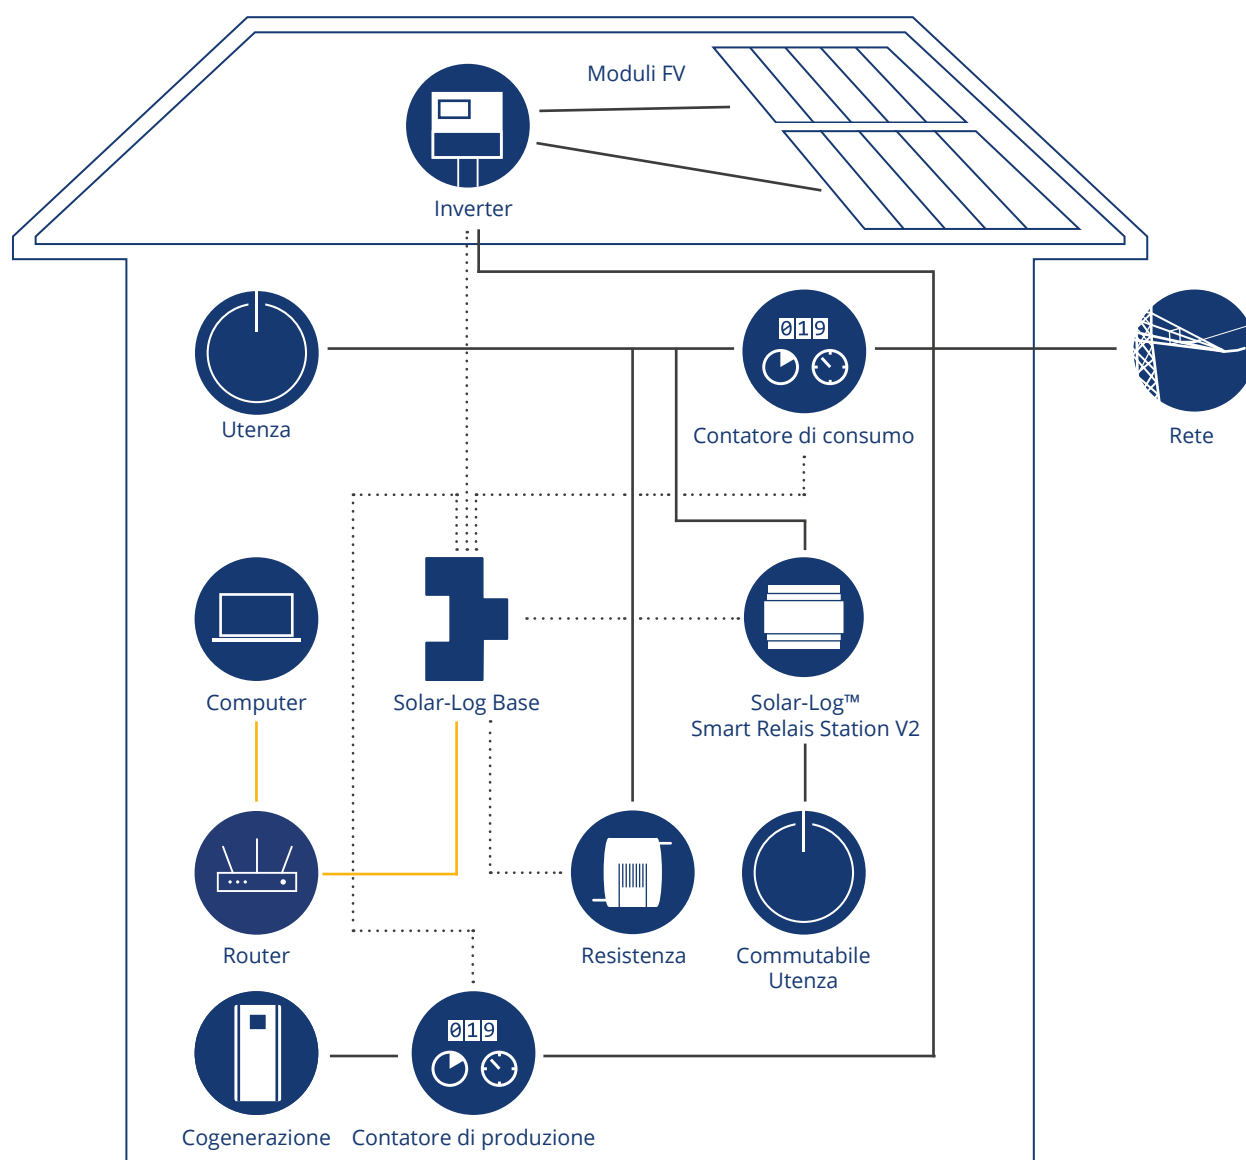 Moduli FV
Inverter
019
Utenza
Contatore di consumo
Rete
Computer
Solar-Log Base
Solar-Log™
Smart Relais Station V2
Router
Resistenza
Commutabile
Utenza
019
Cogenerazione
Contatore di produzione